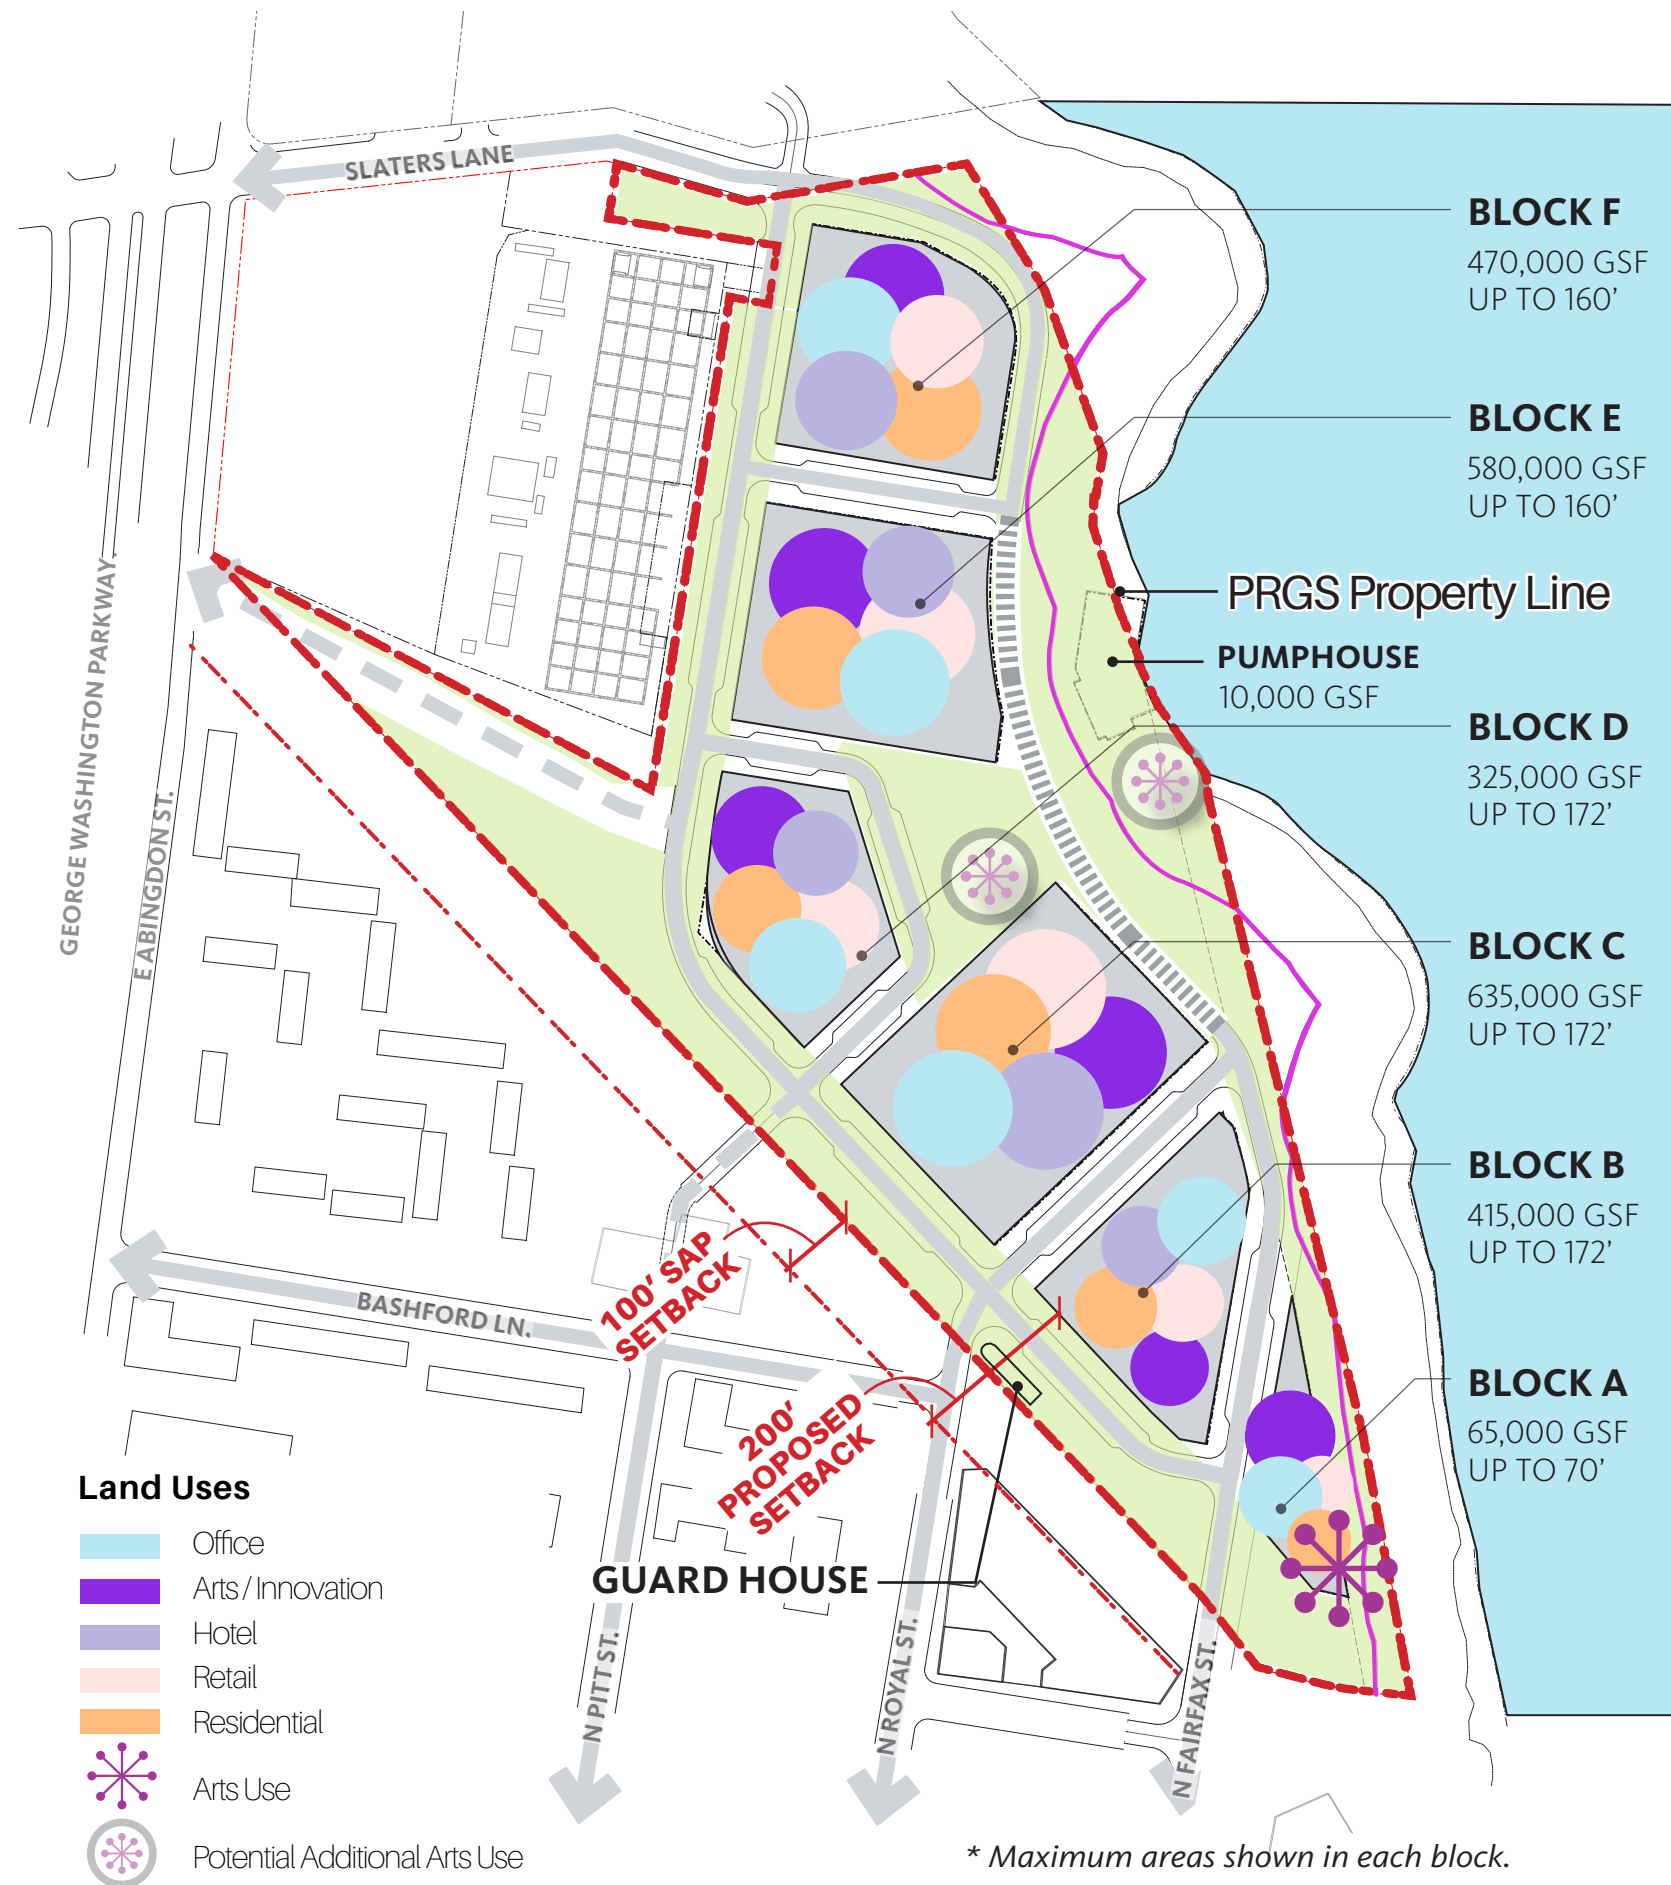 SLATERS LANE
BLOCK F
470,000 GSF
UP TO 160’
BLOCK E
580,000 GSF
UP TO 160’
PRGS Property Line
PUMPHOUSE
10,000 GSF
BLOCK D
325,000 GSF
UP TO 172’
BLOCK C
635,000 GSF
UP TO 172’
BLOCK B
415,000 GSF
UP TO 172’
BLOCK A
65,000 GSF
UP TO 70’
GEORGE WASHINGTON PARKWAY
E ABINGDON ST.
BASHFORD LN.
100' SAP
SETBACK
200'
PROPOSED
SETBACK
GUARD HOUSE
N PITT ST.
N ROYAL ST.
N FAIRFAX ST.
Land Uses
Office
Arts / Innovation
Hotel
Retail
Residential
Arts Use
Potential Additional Arts Use
* Maximum areas shown in each block.